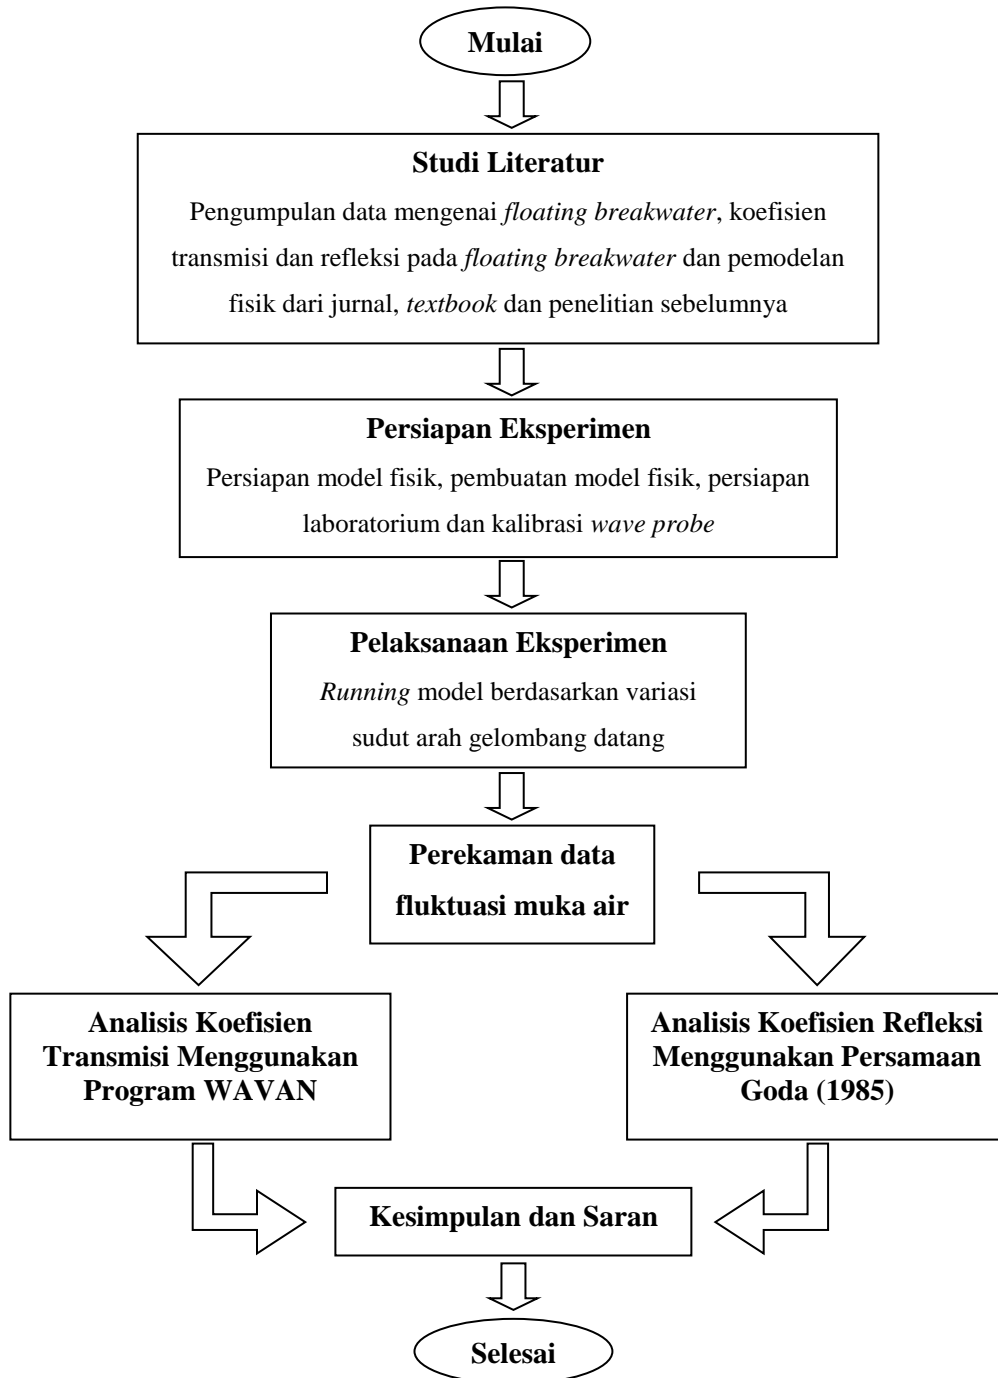 Mulai
Studi Literatur
Pengumpulan data mengenai floating breakwater, koefisien
transmisi dan refleksi pada floating breakwater dan pemodelan
fisik dari jurnal, textbook dan penelitian sebelumnya
Persiapan Eksperimen
Persiapan model fisik, pembuatan model fisik, persiapan
laboratorium dan kalibrasi wave probe
Pelaksanaan Eksperimen
Running model berdasarkan variasi
sudut arah gelombang datang
Perekaman data
fluktuasi muka air
Analisis Koefisien
Transmisi Menggunakan
Program WAVAN
Analisis Koefisien Refleksi
Menggunakan Persamaan
Goda (1985)
Kesimpulan dan Saran
Selesai